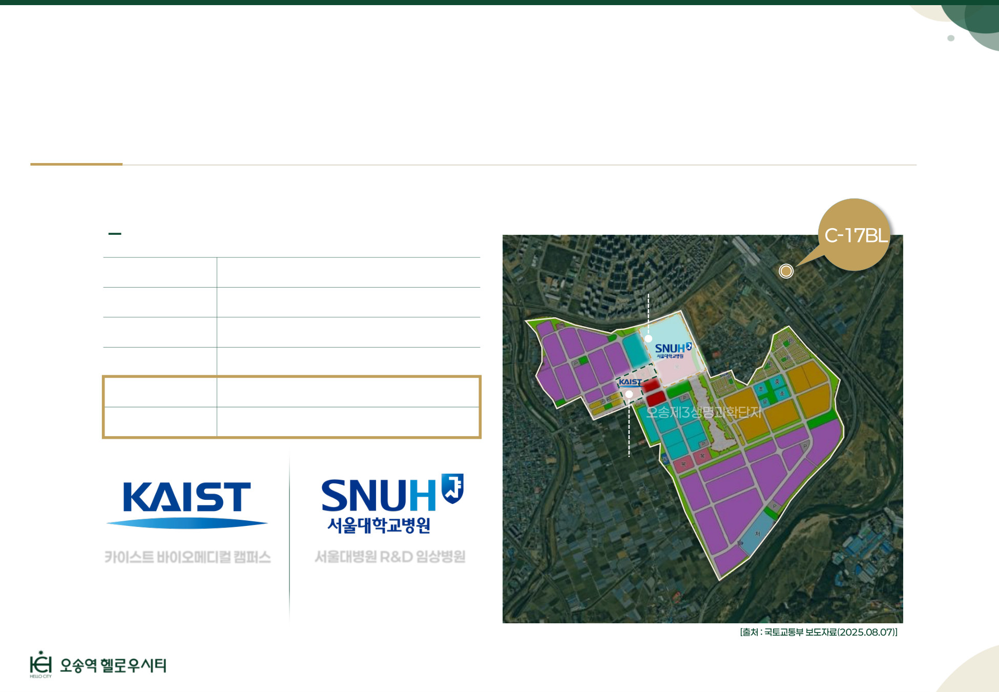 C-17BL
SNUH
서울대학교병원
KAIST
오송제3생명과학단지
KAIST
SNUH
서울대학교병원
카이스트 바이오메디컬 캠퍼스
서울대병원 R&D 임상병원
[출처 : 국토교통부 보도자료(2025.08.07)]
HELLO CITY
오송역 헬로우시티